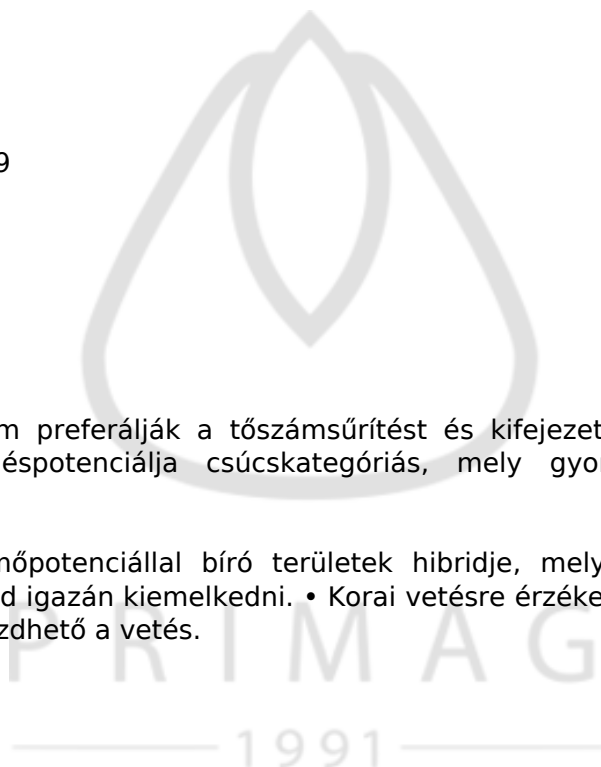 9
m preferálják a tőszámsűrítést és kifejezet
éspotenciálja csúcskategóriás, mely gyor
nőpotenciállal bíró területek hibridje, mely
d igazán kiemelkedni. • Korai vetésre érzéke
zdhető a vetés.
PRIMAG
1991